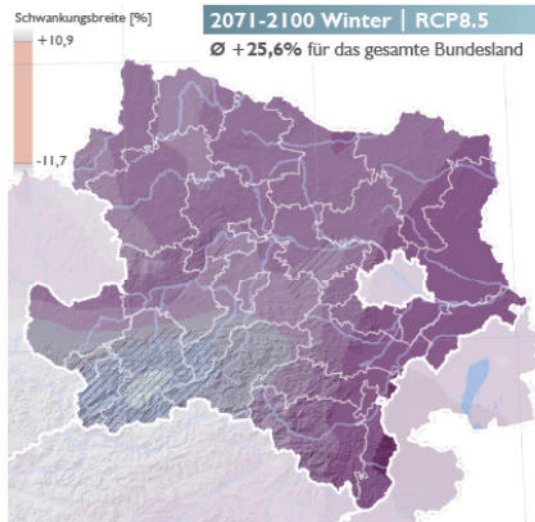 Schwankungsbreite [%]
+10,9
-11,7
2071-2100 Winter | RCP8.5
Ø +25,6% für das gesamte Bundesland